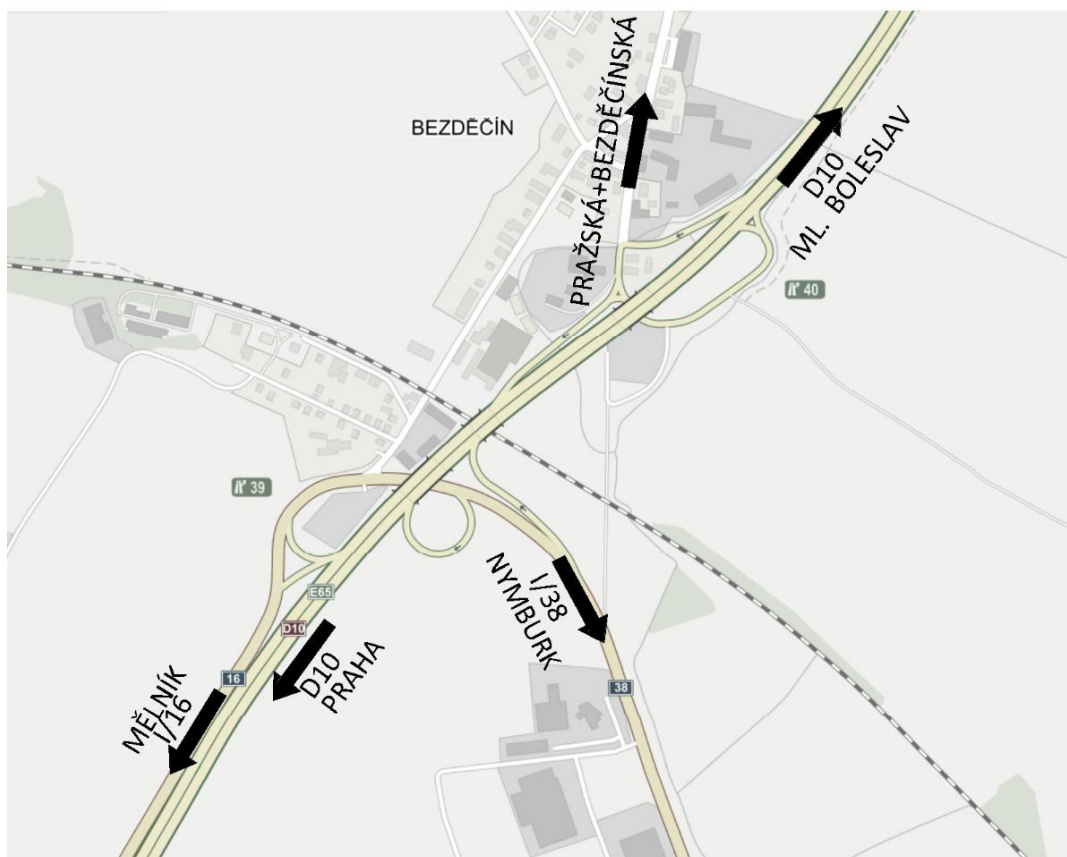 BEZDĚČÍN
PRAŽSKÁ+BEZDĚČÍNSKÁ
D10
ML. BOLESLAV
40
39
E65
D10
I/38
NYMBURK
D10
PRAHA
16
38
MĚLNÍK
I/16